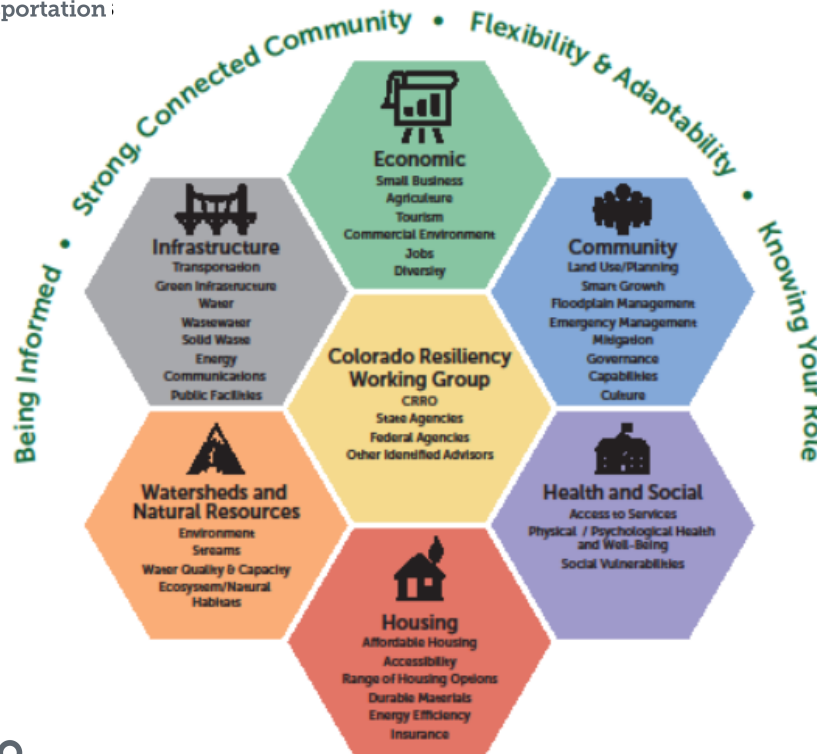 portation
Being Informed • Strong, Connected Community • Flexibility & Adaptability • Knowing Your Role
Economic
Small Business
Agriculture
Tourism
Commercial Environment
Jobs
Diversity
Infrastructure
Transportation
Green Infrastructure
Water
Wastewater
Solid Waste
Energy
Communications
Public Facilities
Community
Land Use/Planning
Smart Growth
Floodplain Management
Emergency Management
Mitigation
Governance
Capabilities
Culture
Colorado Resiliency
Working Group
CRRO
State Agencies
Federal Agencies
Other Identified Advisors
Watersheds and
Natural Resources
Environment
Streams
Water Quality & Capacity
Ecosystem/Natural
Habitats
Health and Social
Access to Services
Physical / Psychological Health
and Well-Being
Social Vulnerabilities
Housing
Affordable Housing
Accessibility
Range of Housing Options
Durable Materials
Energy Efficiency
Insurance